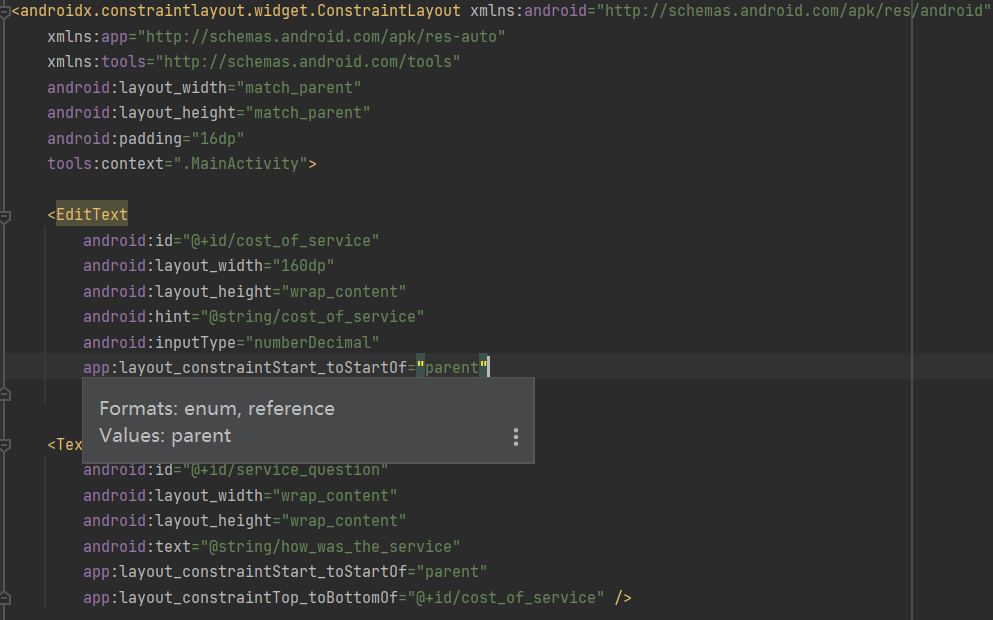 <androidx.constraintlayout.widget.ConstraintLayout xmlns:android="http://schemas.android.com/apk/res/android"
xmlns:app="http://schemas.android.com/apk/res-auto"
xmlns:tools="http://schemas.android.com/tools"
android:layout_width="match_parent"
android:layout_height="match_parent"
android:padding="16dp"
tools:context=".MainActivity">
<EditText
android:id="@+id/cost_of_service"
android:layout_width="160dp"
android:layout_height="wrap_content"
android:hint="@string/cost_of_service"
android:inputType="numberDecimal"
app:layout_constraintStart_toStartOf="parent"
Formats: enum, reference
Values: parent
<Tex
android:id="@+id/service_question"
android:layout_width="wrap_content"
android:layout_height="wrap_content"
android:text="@string/how_was_the_service"
app:layout_constraintStart_toStartOf="parent"
app:layout_constraintTop_toBottomOf="@+id/cost_of_service" />